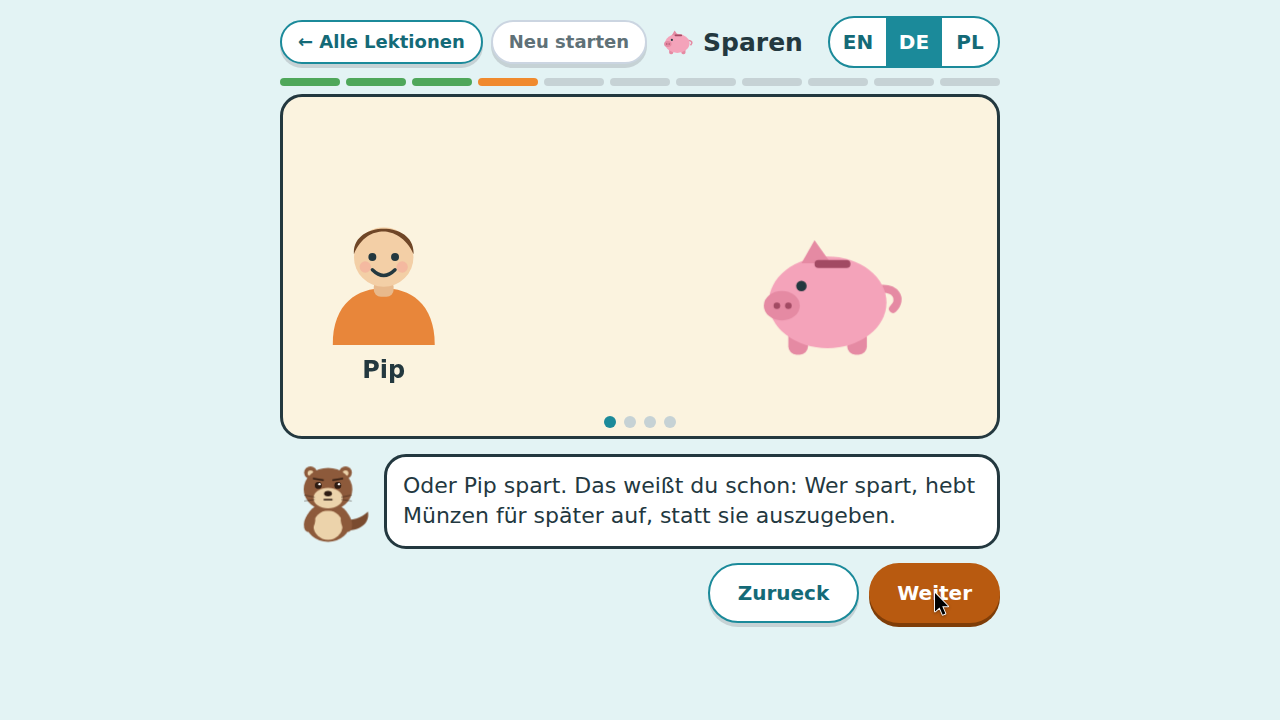 ← Alle Lektionen
Neu starten
Sparen
EN
DE
PL
Pip
Oder Pip spart. Das weißt du schon: Wer spart, hebt
Münzen für später auf, statt sie auszugeben.
Zurueck
Weiter